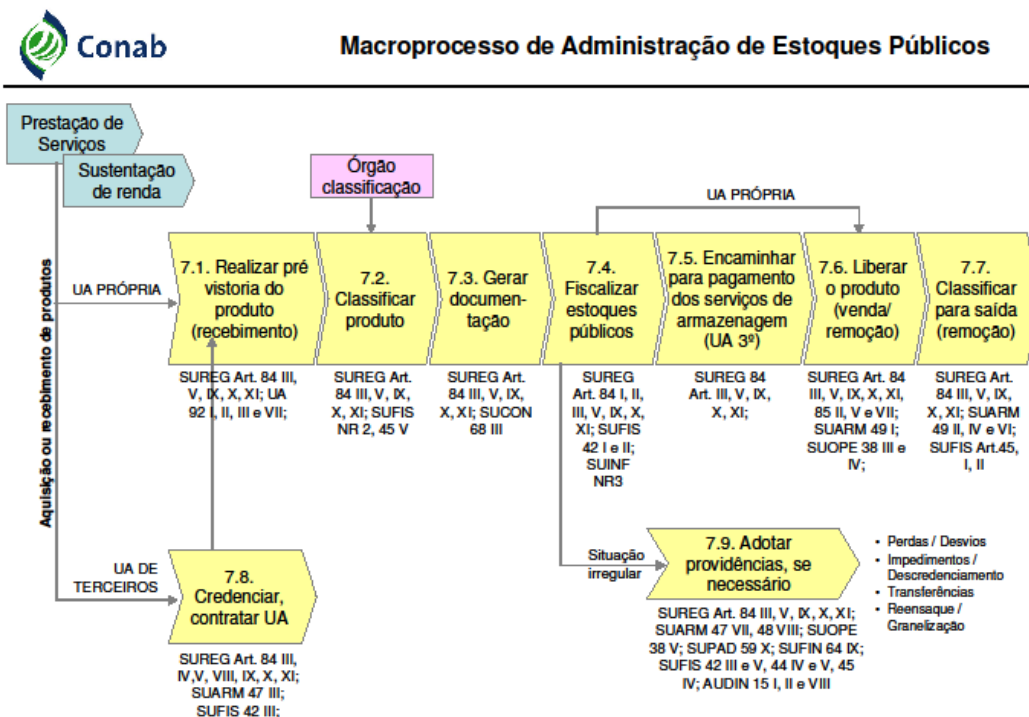 Conab
Macroprocesso de Administração de Estoques Públicos
Prestação de
Serviços
Sustentação
de renda
Órgão
classificação
UA PRÓPRIA
Aquisição ou recebimento de produtos
UA PRÓPRIA
7.1. Realizar pré
vistoria do
produto
(recebimento)
7.2.
Classificar
produto
7.3. Gerar
documen-
tação
7.4.
Fiscalizar
estoques
públicos
7.5. Encaminhar
para pagamento
dos serviços de
armazenagem
(UA 3º)
7.6. Liberar
o produto
(venda/
remoção)
7.7.
Classificar
para saída
(remoção)
SUREG Art. 84 III,
V, IX, X, XI; UA
92 I, II, III e VII;
SUREG Art.
84 III, V, IX,
X, XI; SUFIS
NR 2, 45 V
SUREG Art.
84 III, V, IX,
X, XI; SUCON
68 III
SUREG
Art. 84 I, II,
III, V, IX, X,
XI; SUFIS
42 I e II;
SUINF
NR3
SUREG 84
Art. III, V, IX,
X, XI;
SUREG Art. 84
III, V, IX, X, XI,
85 II, V e VII;
SUARM 49 I;
SUOPE 38 III e
IV;
SUREG Art.
84 III, V, IX,
X, XI; SUARM
49 II, IV e VI;
SUFIS Art.45,
I, II
UA DE
TERCEIROS
7.8.
Credenciar,
contratar UA
SUREG Art. 84 III,
IV,V, VIII, IX, X, XI;
SUARM 47 III;
SUFIS 42 III;
Situação
irregular
7.9. Adotar
providências, se
necessário
SUREG Art. 84 III, V, IX, X, XI;
SUARM 47 VII, 48 VIII; SUOPE
38 V; SUPAD 59 X; SUFIN 64 IX;
SUFIS 42 III e V, 44 IV e V, 45
IV; AUDIN 15 I, II e VIII
• Perdas / Desvios
• Impedimentos /
Descredenciamento
• Transferências
• Reensaque /
Granelização